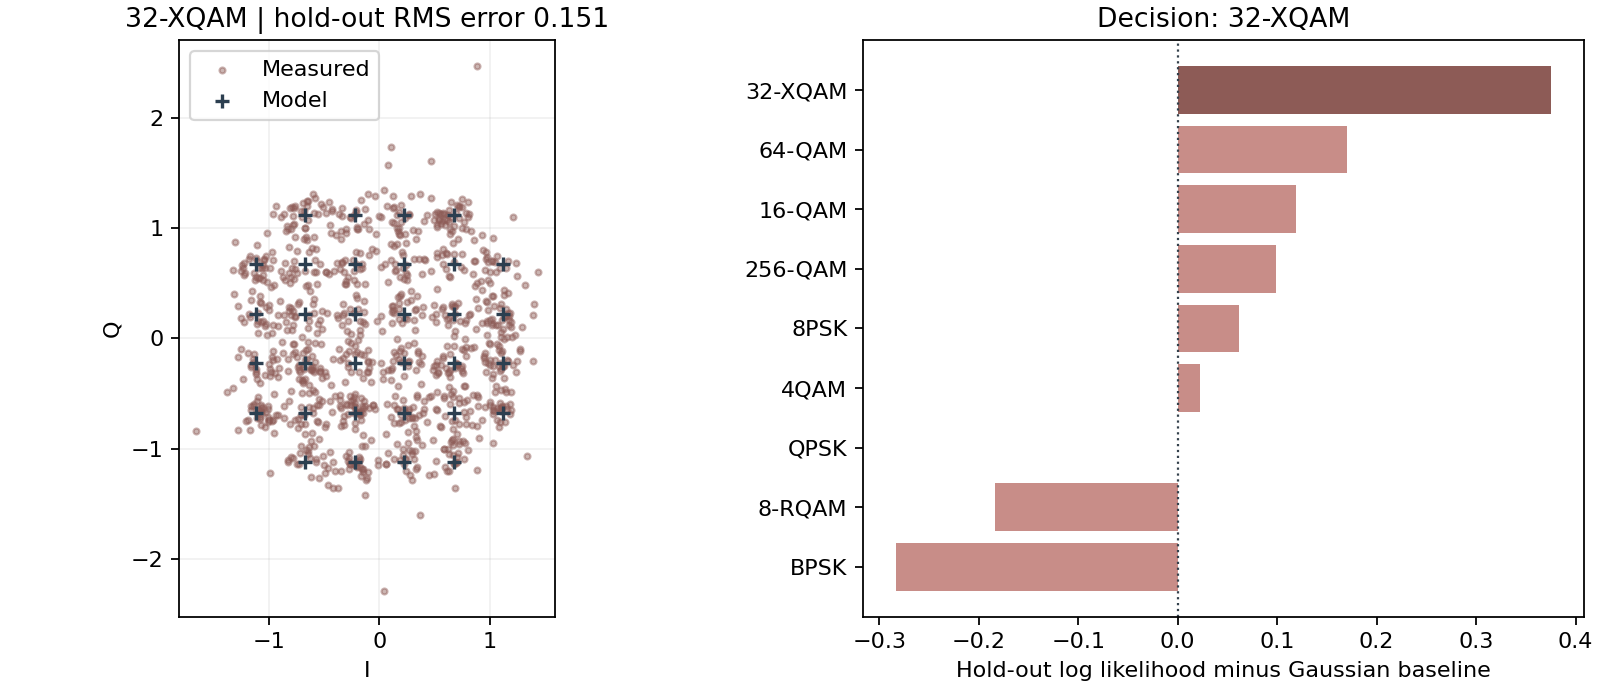 32-XQAM | hold-out RMS error 0.151
Measured
Model
2
1
0
−1
−2
Q
−1
0
1
I
Decision: 32-XQAM
32-XQAM
64-QAM
16-QAM
256-QAM
8PSK
4QAM
QPSK
8-RQAM
BPSK
−0.3
−0.2
−0.1
0.0
0.1
0.2
0.3
0.4
Hold-out log likelihood minus Gaussian baseline